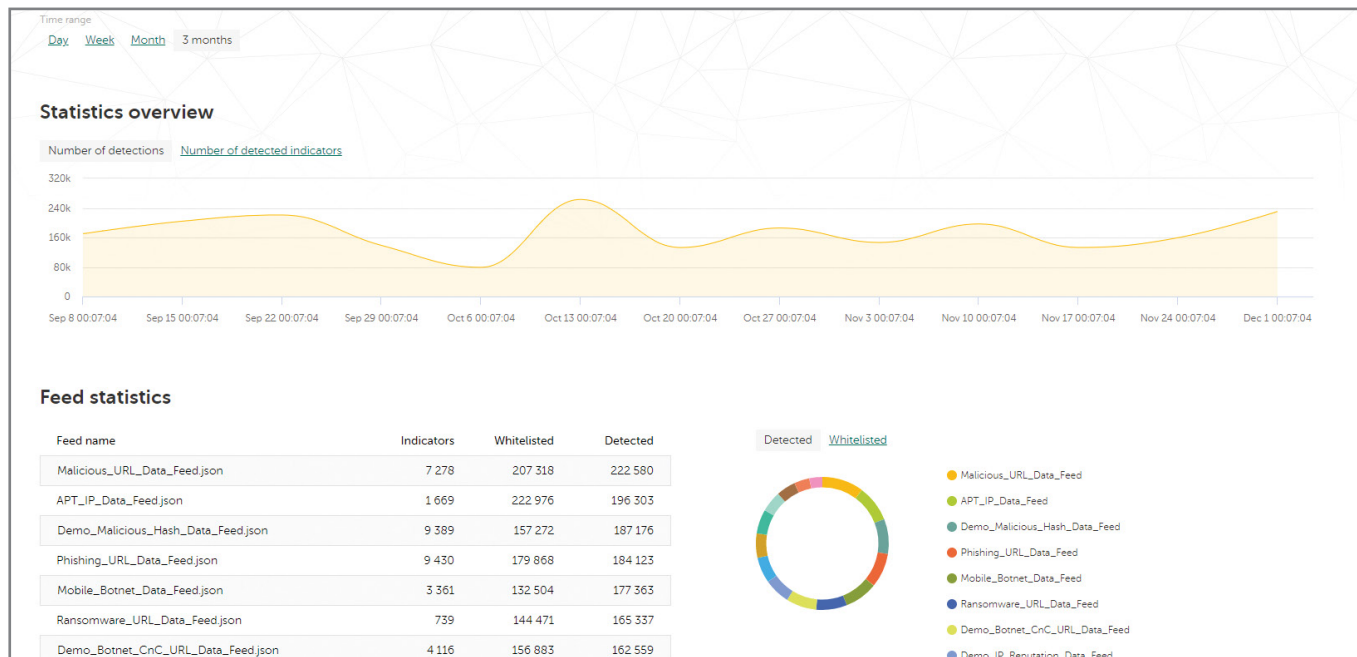 Time range
Day Week Month 3 months
Statistics overview
Number of detections Number of detected indicators
320k
240k
160k
80k
0
Sep 8 00:07:04 Sep 15 00:07:04 Sep 22 00:07:04 Sep 29 00:07:04 Oct 6 00:07:04 Oct 13 00:07:04 Oct 20 00:07:04 Oct 27 00:07:04 Nov 3 00:07:04 Nov 10 00:07:04 Nov 17 00:07:04 Nov 24 00:07:04 Dec 1 00:07:04
Feed statistics
Feed name Indicators Whitelisted Detected
Malicious_URL_Data_Feed.json 7 278 207 318 222 580
APT_IP_Data_Feed.json 1 669 222 976 196 303
Demo_Malicious_Hash_Data_Feed.json 9 389 157 272 187 176
Phishing_URL_Data_Feed.json 9 430 179 868 184 123
Mobile_Botnet_Data_Feed.json 3 361 132 504 177 363
Ransomware_URL_Data_Feed.json 739 144 471 165 337
Demo_Botnet_CnC_URL_Data_Feed.json 4 116 156 883 162 559
Detected Whitelisted
Malicious_URL_Data_Feed
APT_IP_Data_Feed
Demo_Malicious_Hash_Data_Feed
Phishing_URL_Data_Feed
Mobile_Botnet_Data_Feed
Ransomware_URL_Data_Feed
Demo_Botnet_CnC_URL_Data_Feed
Demo_IP_Reputation_Data_Feed